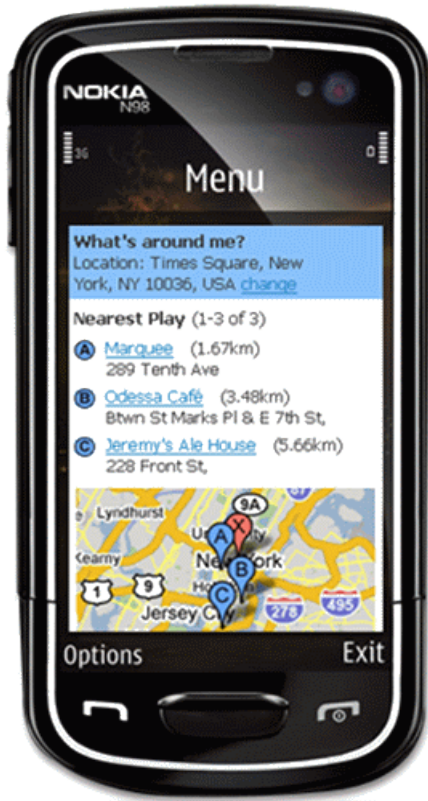 NOKIA
N98
3G
Menu
What's around me?
Location: Times Square, New
York, NY 10036, USA change
Nearest Play (1-3 of 3)
A Marquee (1.67km)
289 Tenth Ave
B Odessa Café (3.48km)
Btwn St Marks Pl & E 7th St,
C Jeremy's Ale House (5.66km)
228 Front St,
Lyndhurst
9A
X
A
Kearny
New York
B
1
9
C
Jersey City
278
495
Options
Exit